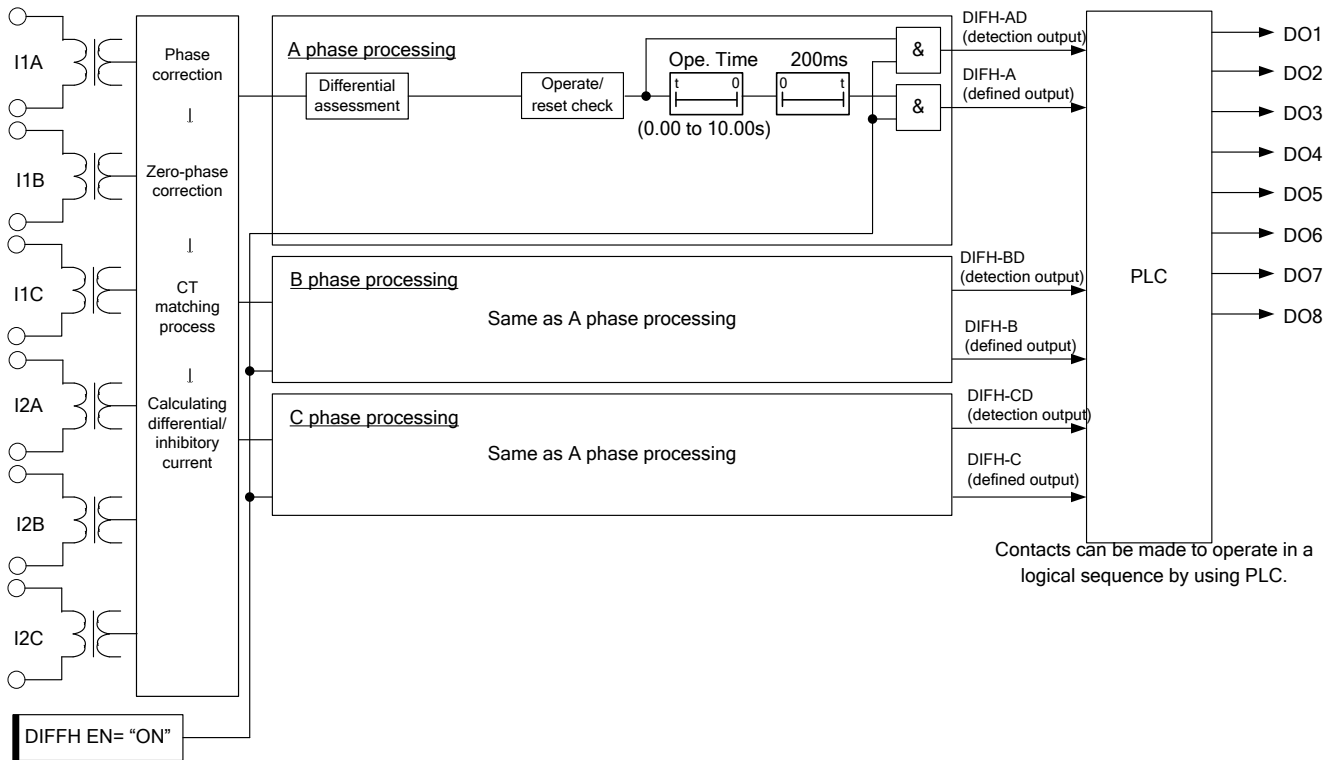 I1A
I1B
I1C
I2A
I2B
I2C
Phase
correction
Zero-phase
correction
CT
matching
process
Calculating
differential/
inhibitory
current
DIFFH EN= “ON”
A phase processing
Differential
assessment
Operate/
reset check
Ope. Time
t 0
(0.00 to 10.00s)
200ms
0 t
&
&
B phase processing
Same as A phase processing
C phase processing
Same as A phase processing
DIFH-AD
(detection output)
DIFH-A
(defined output)
DIFH-BD
(detection output)
DIFH-B
(defined output)
DIFH-CD
(detection output)
DIFH-C
(defined output)
PLC
DO1
DO2
DO3
DO4
DO5
DO6
DO7
DO8
Contacts can be made to operate in a
logical sequence by using PLC.